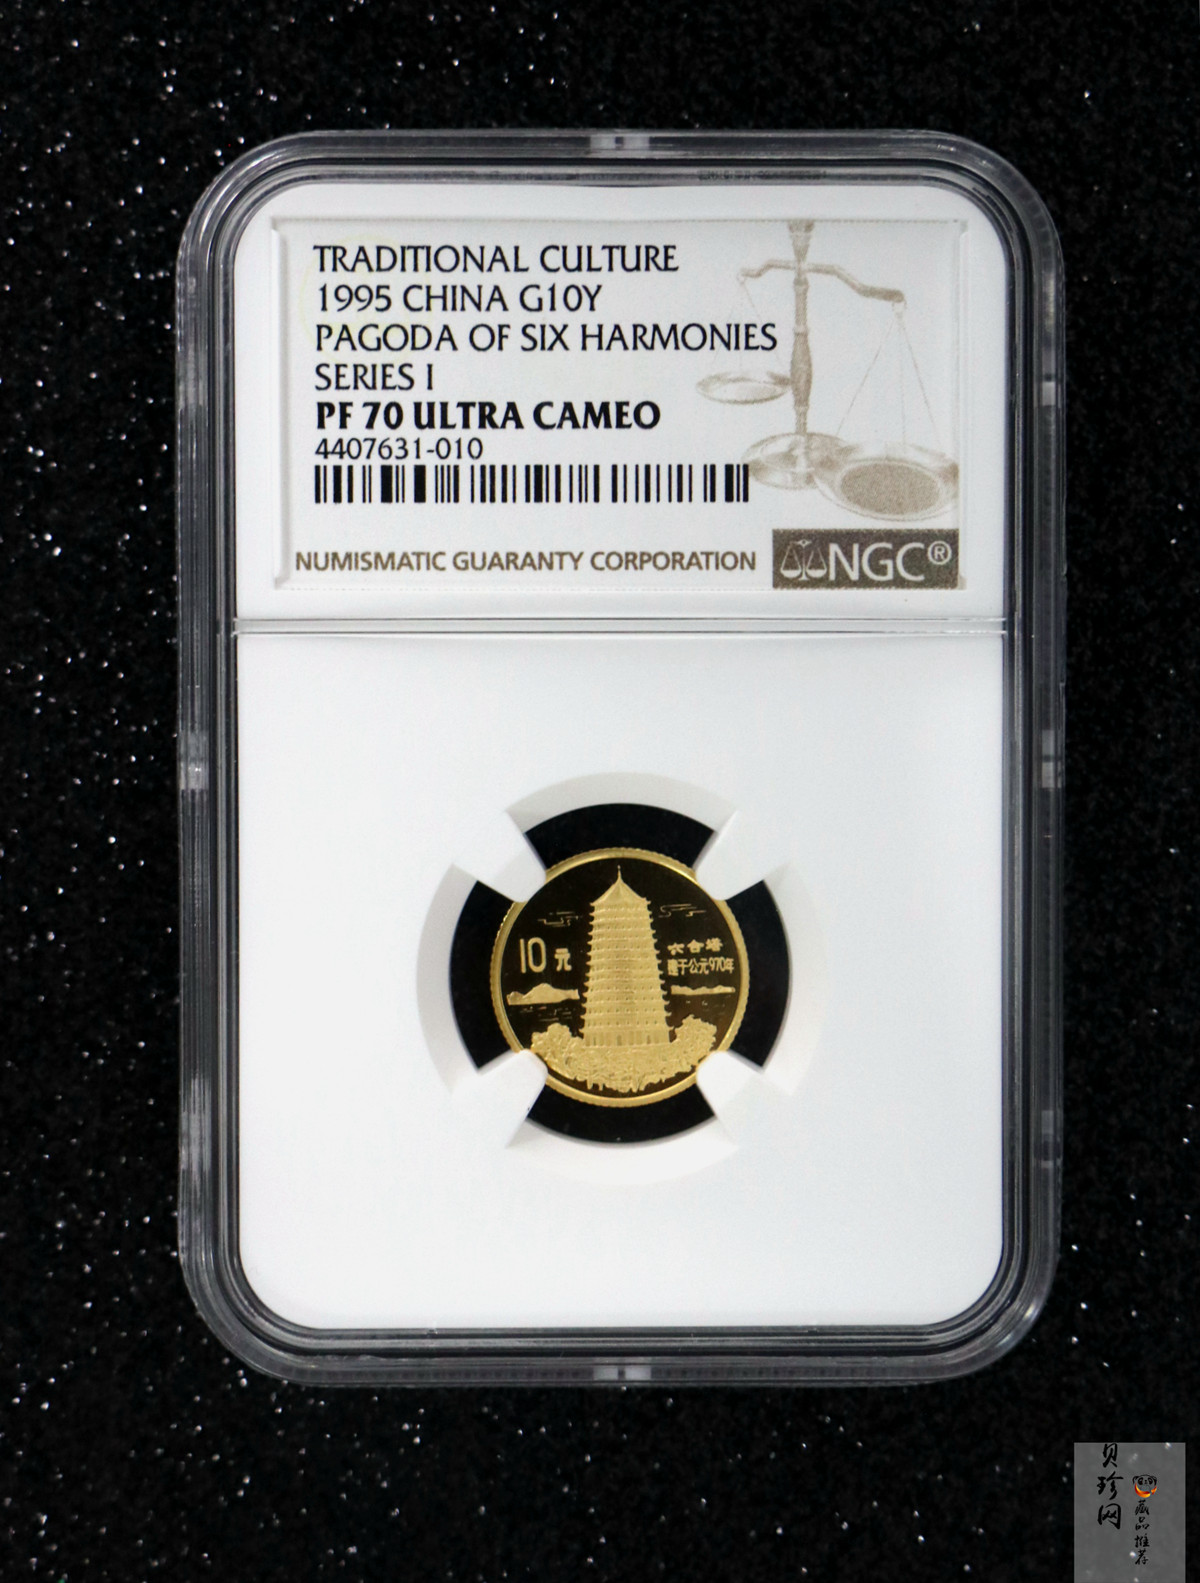 TRADITIONAL CULTURE
1995 CHINA G10Y
PAGODA OF SIX HARMONIES
SERIES I
PF 70 ULTRA CAMEO
4407631-010
NUMISMATIC GUARANTY CORPORATION
NGC®
10元
六合塔
建于公元970年
贝珍网
藏品推荐